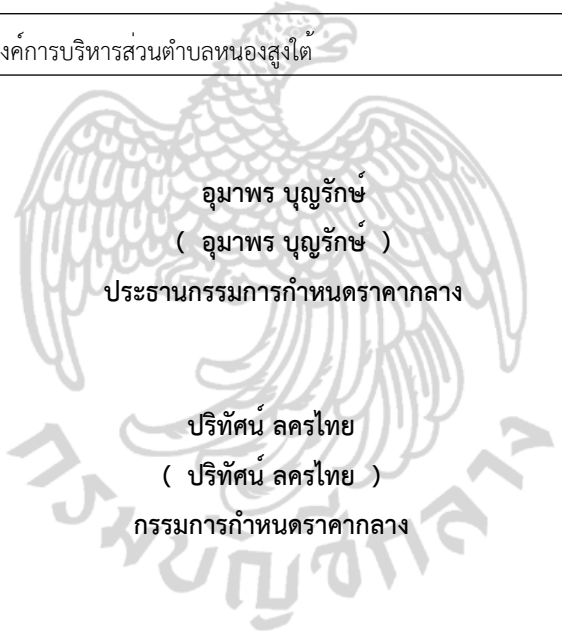 งค์การบริหารส่วนตำบลหนองสูงใต้
อุมาพร บุญรักษ์
( อุมาพร บุญรักษ์ )
ประธานกรรมการกำหนดราคากลาง
ปริทัศน์ ลครไทย
( ปริทัศน์ ลครไทย )
กรรมการกำหนดราคากลาง
กรมบัญชีกลาง